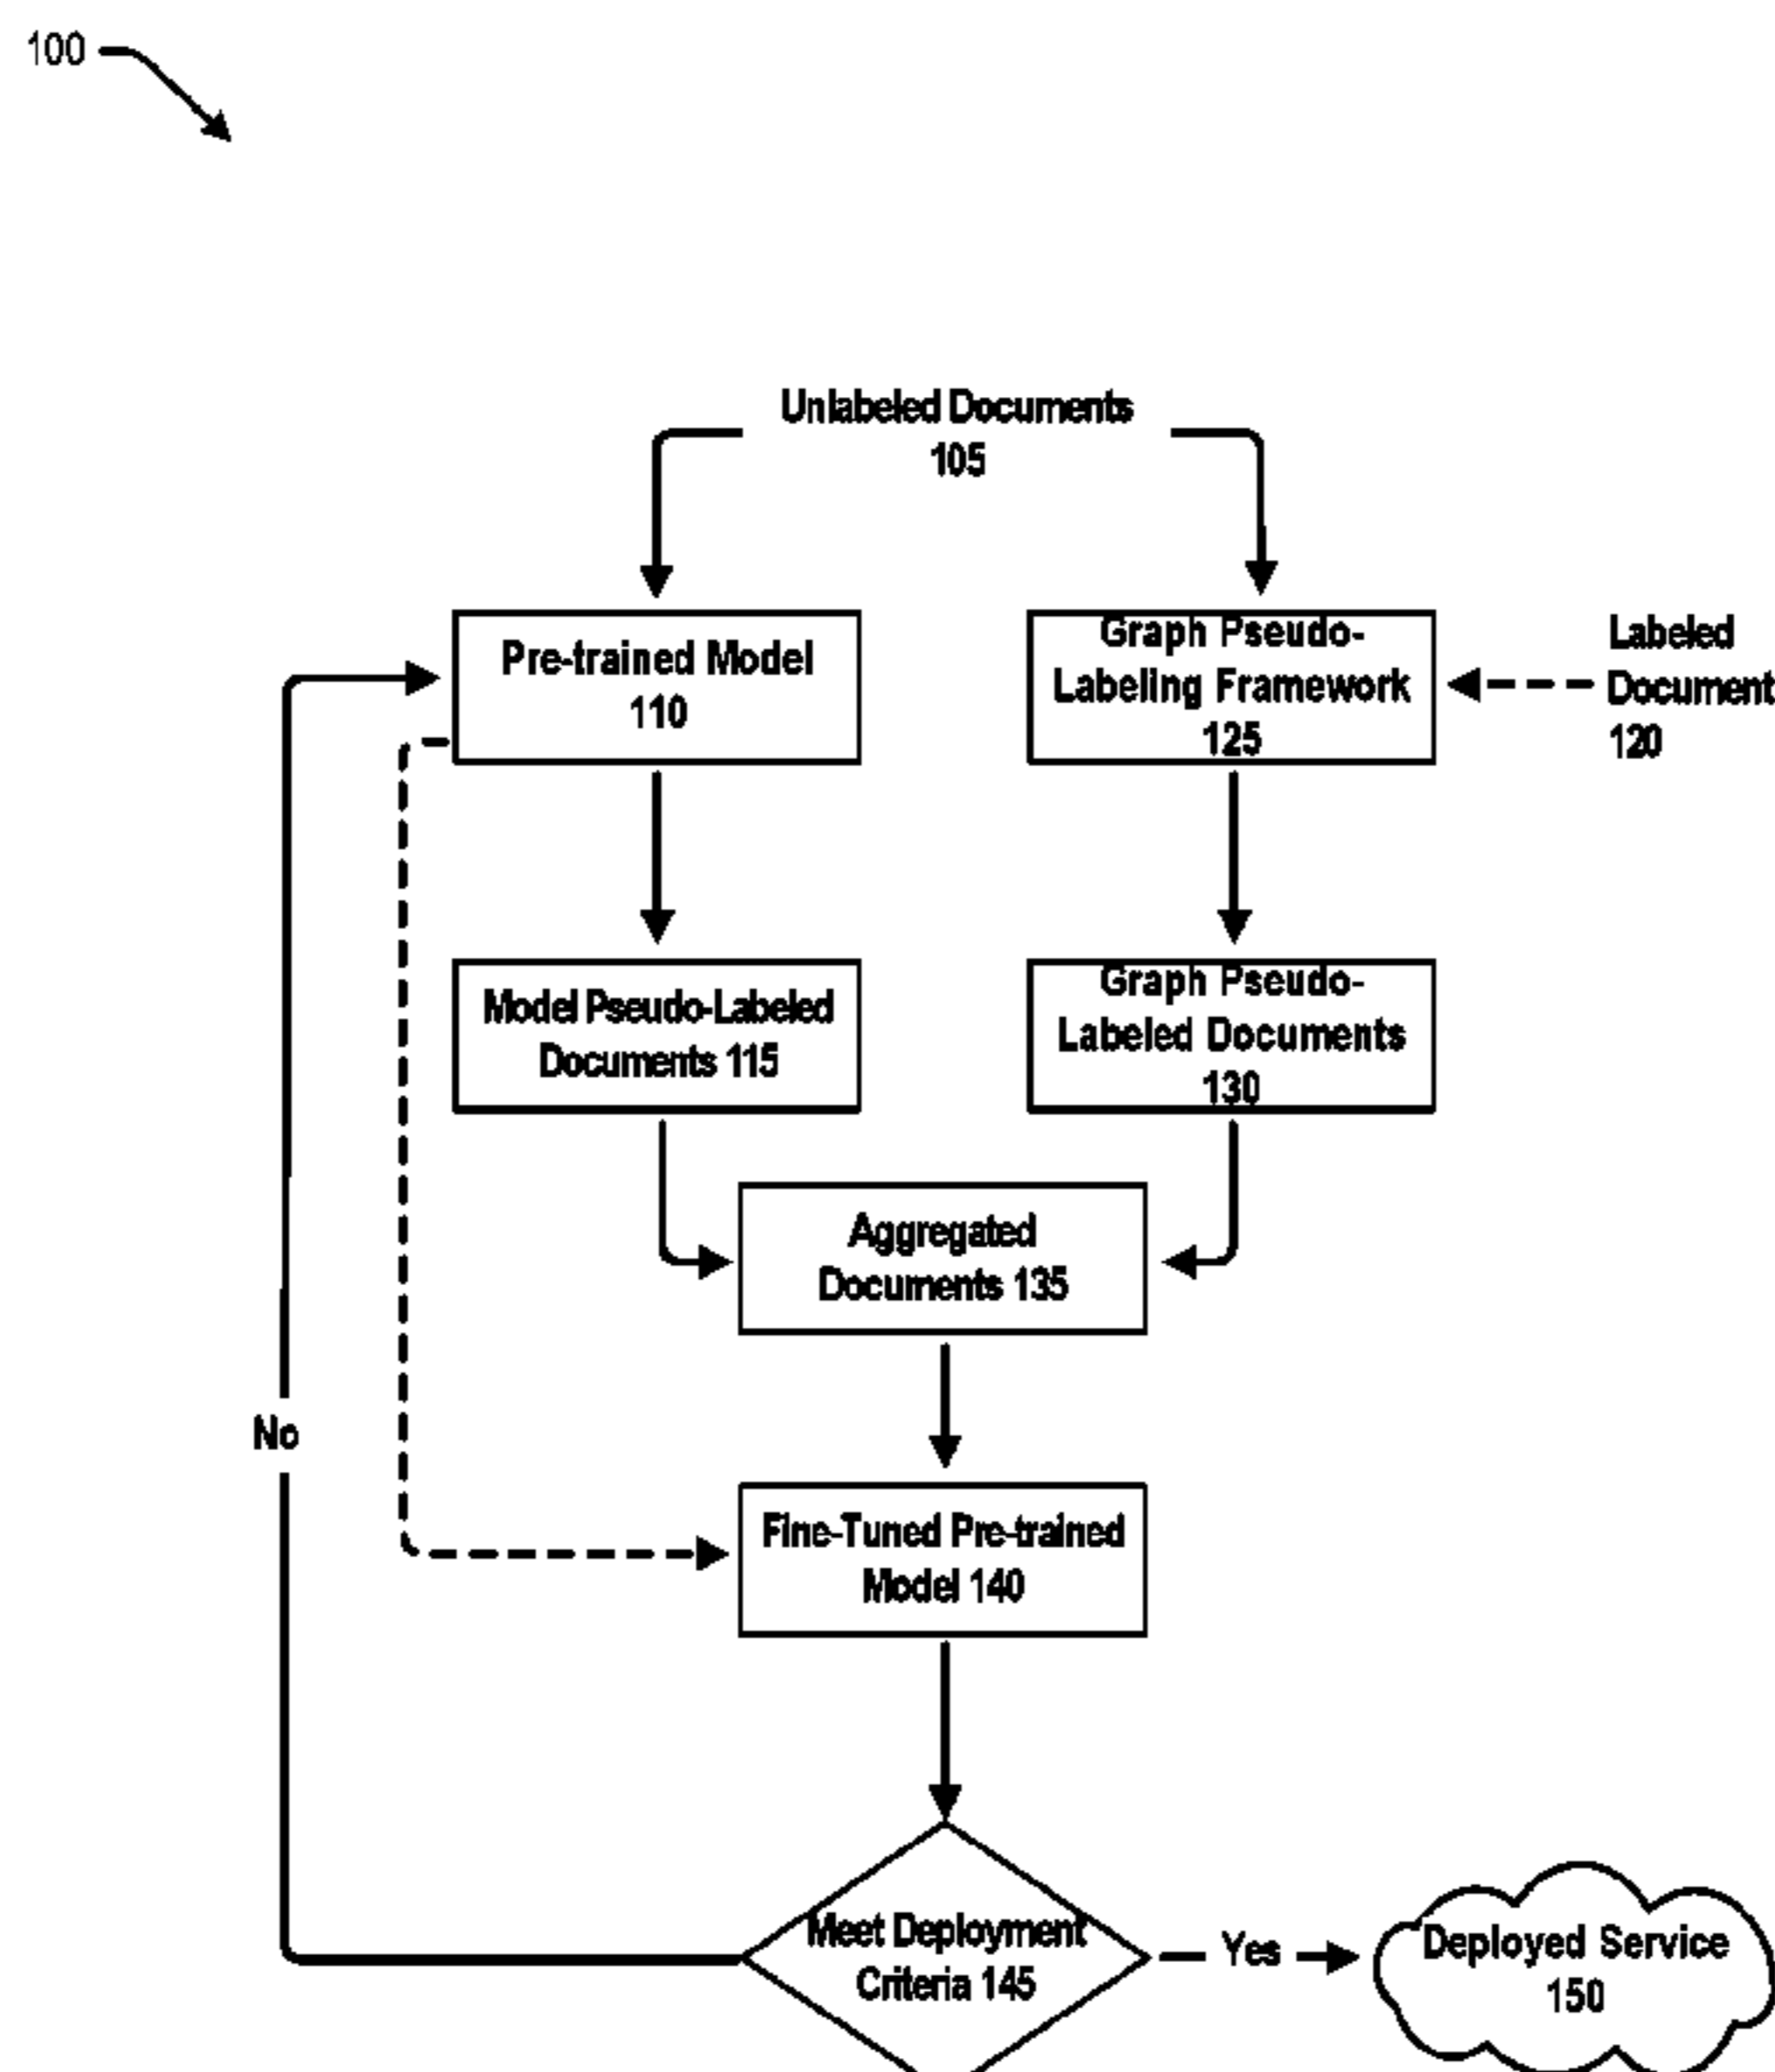 100
Unlabeled Documents
105
Pre-trained Model
110
Graph Pseudo-
Labeling Framework
125
Labeled
Document
120
Model Pseudo-Labeled
Documents 115
Graph Pseudo-
Labeled Documents
130
Aggregated
Documents 135
No
Fine-Tuned Pre-trained
Model 140
Meet Deployment
Criteria 145
Yes
Deployed Service
150